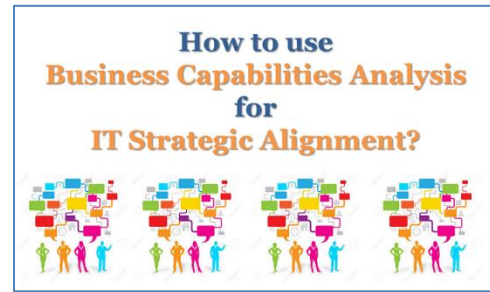 How to use
Business Capabilities Analysis
for
IT Strategic Alignment?